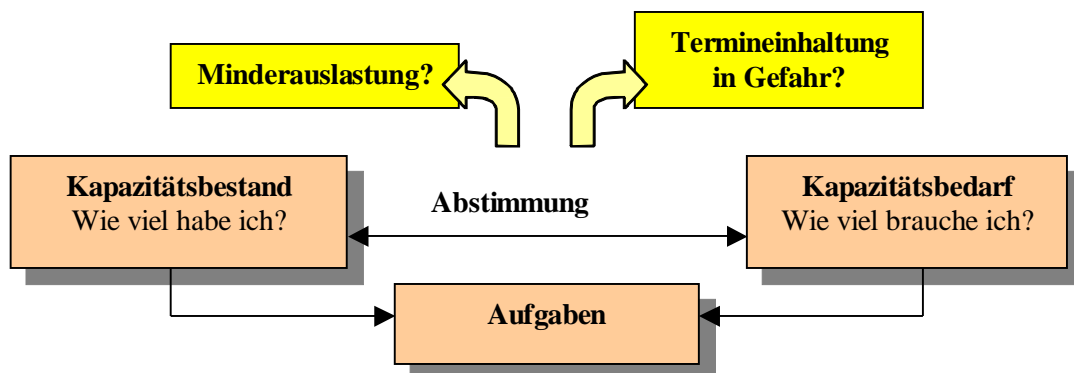 Minderauslastung?
Termineinhaltung
in Gefahr?
Kapazitätsbestand
Wie viel habe ich?
Abstimmung
Kapazitätsbedarf
Wie viel brauche ich?
Aufgaben